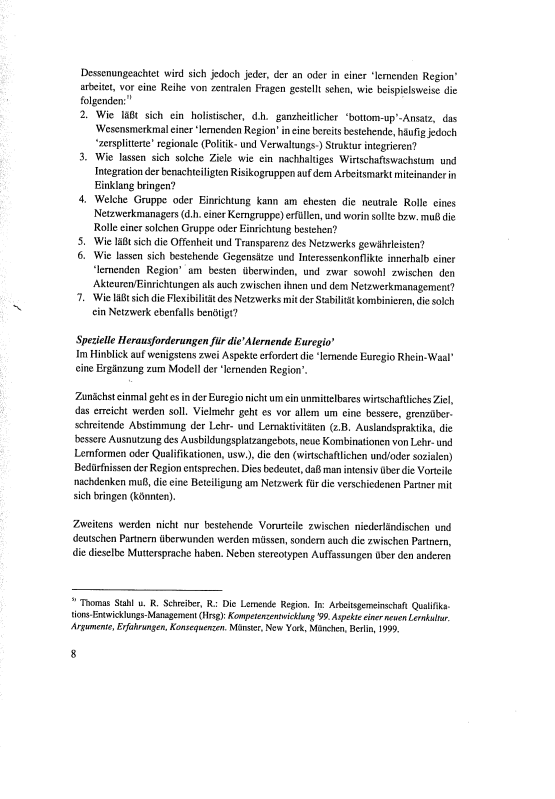 Dessenungeachtet wird sich jedoch jeder, der an oder in einer 'lernenden Region'
arbeitet, vor eine Reihe von zentralen Fragen gestellt sehen, wie beispielsweise die
folgenden:⁵⁾
2. Wie läßt sich ein holistischer, d.h. ganzheitlicher 'bottom-up'-Ansatz, das
Wesensmerkmal einer 'lernenden Region' in eine bereits bestehende, häufig jedoch
'zersplitterte' regionale (Politik- und Verwaltungs-) Struktur integrieren?
3. Wie lassen sich solche Ziele wie ein nachhaltiges Wirtschaftswachstum und
Integration der benachteiligten Risikogruppen auf dem Arbeitsmarkt miteinander in
Einklang bringen?
4. Welche Gruppe oder Einrichtung kann am ehesten die neutrale Rolle eines
Netzwerkmanagers (d.h. einer Kerngruppe) erfüllen, und worin sollte bzw. muß die
Rolle einer solchen Gruppe oder Einrichtung bestehen?
5. Wie läßt sich die Offenheit und Transparenz des Netzwerks gewährleisten?
6. Wie lassen sich bestehende Gegensätze und Interessenkonflikte innerhalb einer
'lernenden Region' am besten überwinden, und zwar sowohl zwischen den
Akteuren/Einrichtungen als auch zwischen ihnen und dem Netzwerkmanagement?
7. Wie läßt sich die Flexibilität des Netzwerks mit der Stabilität kombinieren, die solch
ein Netzwerk ebenfalls benötigt?
Spezielle Herausforderungen für die'Alernende Euregio'
Im Hinblick auf wenigstens zwei Aspekte erfordert die 'lernende Euregio Rhein-Waal'
eine Ergänzung zum Modell der 'lernenden Region'.
Zunächst einmal geht es in der Euregio nicht um ein unmittelbares wirtschaftliches Ziel,
das erreicht werden soll. Vielmehr geht es vor allem um eine bessere, grenzüber-
schreitende Abstimmung der Lehr- und Lernaktivitäten (z.B. Auslandspraktika, die
bessere Ausnutzung des Ausbildungsplatzangebots, neue Kombinationen von Lehr- und
Lernformen oder Qualifikationen, usw.), die den (wirtschaftlichen und/oder sozialen)
Bedürfnissen der Region entsprechen. Dies bedeutet, daß man intensiv über die Vorteile
nachdenken muß, die eine Beteiligung am Netzwerk für die verschiedenen Partner mit
sich bringen (könnten).
Zweitens werden nicht nur bestehende Vorurteile zwischen niederländischen und
deutschen Partnern überwunden werden müssen, sondern auch die zwischen Partnern,
die dieselbe Muttersprache haben. Neben stereotypen Auffassungen über den anderen
⁵⁾ Thomas Stahl u. R. Schreiber, R.: Die Lernende Region. In: Arbeitsgemeinschaft Qualifika-
tions-Entwicklungs-Management (Hrsg): Kompetenzentwicklung '99. Aspekte einer neuen Lernkultur.
Argumente, Erfahrungen, Konsequenzen. Münster, New York, München, Berlin, 1999.
8